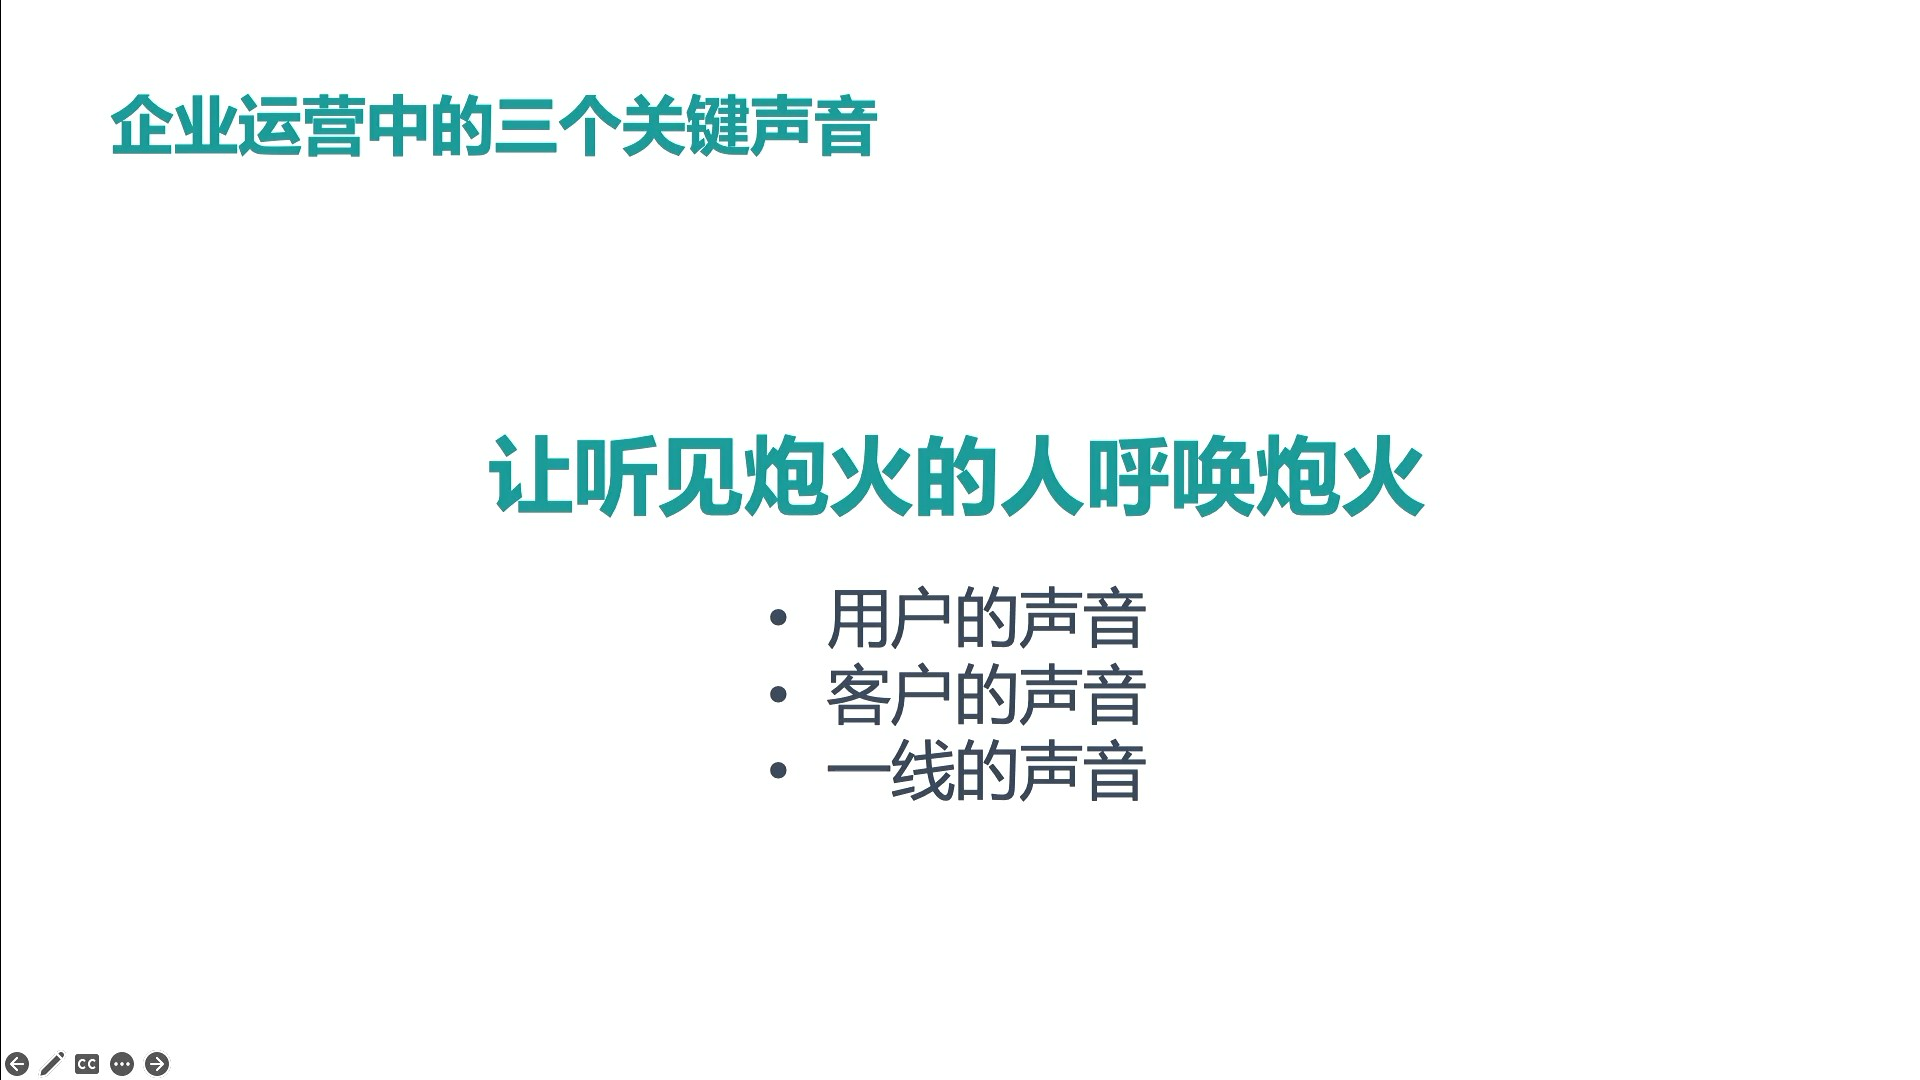 企业运营中的三个关键声音
让听见炮火的人呼唤炮火
• 用户的声音
• 客户的声音
• 一线的声音
CC